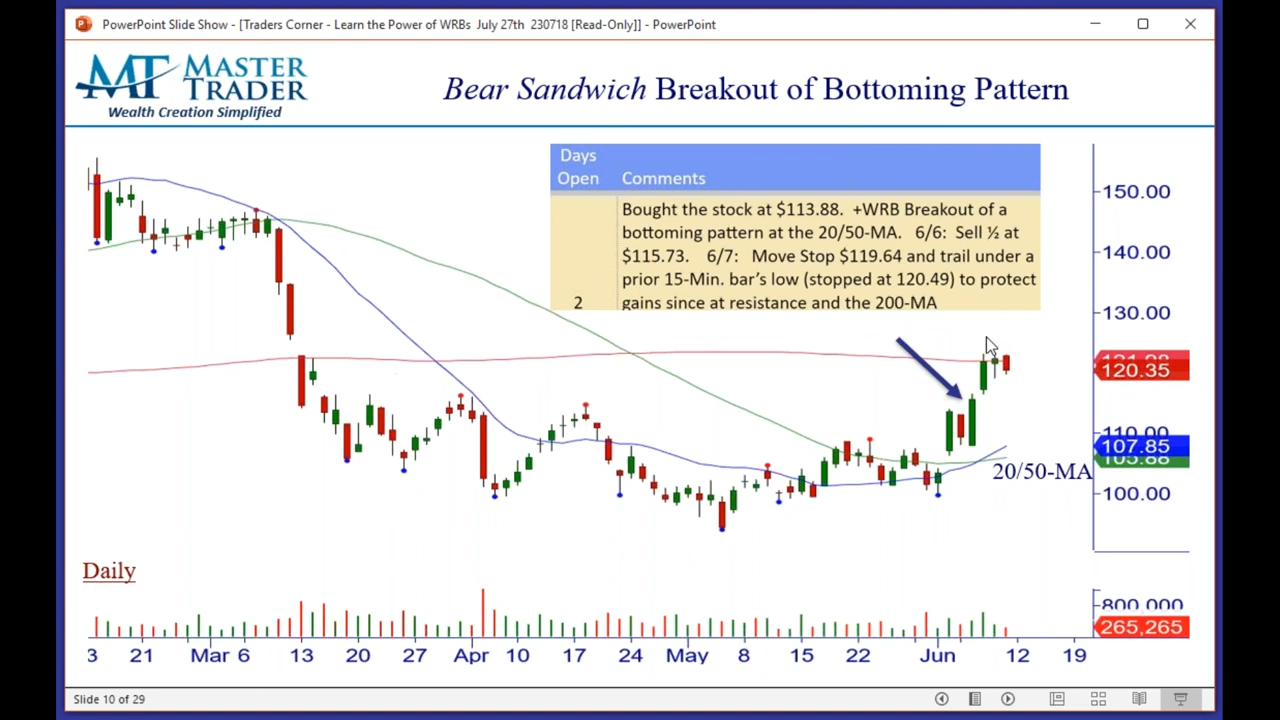 PowerPoint Slide Show - [Traders Corner - Learn the Power of WRBs July 27th 230718 [Read-Only]] - PowerPoint
MT MASTER TRADER
Wealth Creation Simplified
Bear Sandwich Breakout of Bottoming Pattern
Days Open
Comments
Bought the stock at $113.88. +WRB Breakout of a
bottoming pattern at the 20/50-MA. 6/6: Sell ½ at
$115.73. 6/7: Move Stop $119.64 and trail under a
prior 15-Min. bar's low (stopped at 120.49) to protect
2 gains since at resistance and the 200-MA
150.00
140.00
130.00
120.35
110.00
107.85
100.00
20/50-MA
Daily
800,000
265,265
3 21 Mar 6 13 20 27 Apr 10 17 24 May 8 15 22 Jun 12 19
Slide 10 of 29